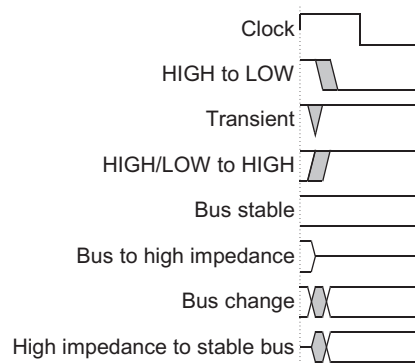 Clock
HIGH to LOW
Transient
HIGH/LOW to HIGH
Bus stable
Bus to high impedance
Bus change
High impedance to stable bus